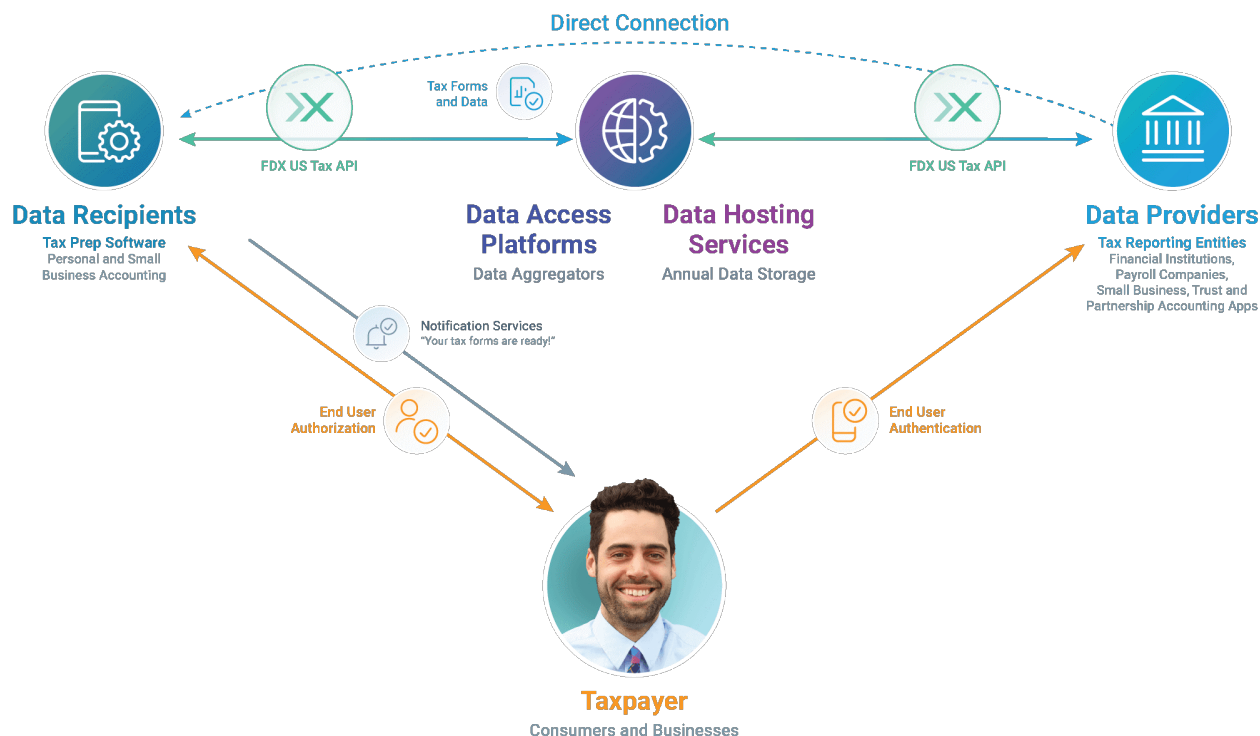 Direct Connection
Tax Forms
and Data
FDX US Tax API
FDX US Tax API
Data Recipients
Tax Prep Software
Personal and Small
Business Accounting
Data Access
Platforms
Data Aggregators
Data Hosting
Services
Annual Data Storage
Data Providers
Tax Reporting Entities
Financial Institutions,
Payroll Companies,
Small Business, Trust and
Partnership Accounting Apps
Notification Services
“Your tax forms are ready!”
End User
Authorization
End User
Authentication
Taxpayer
Consumers and Businesses